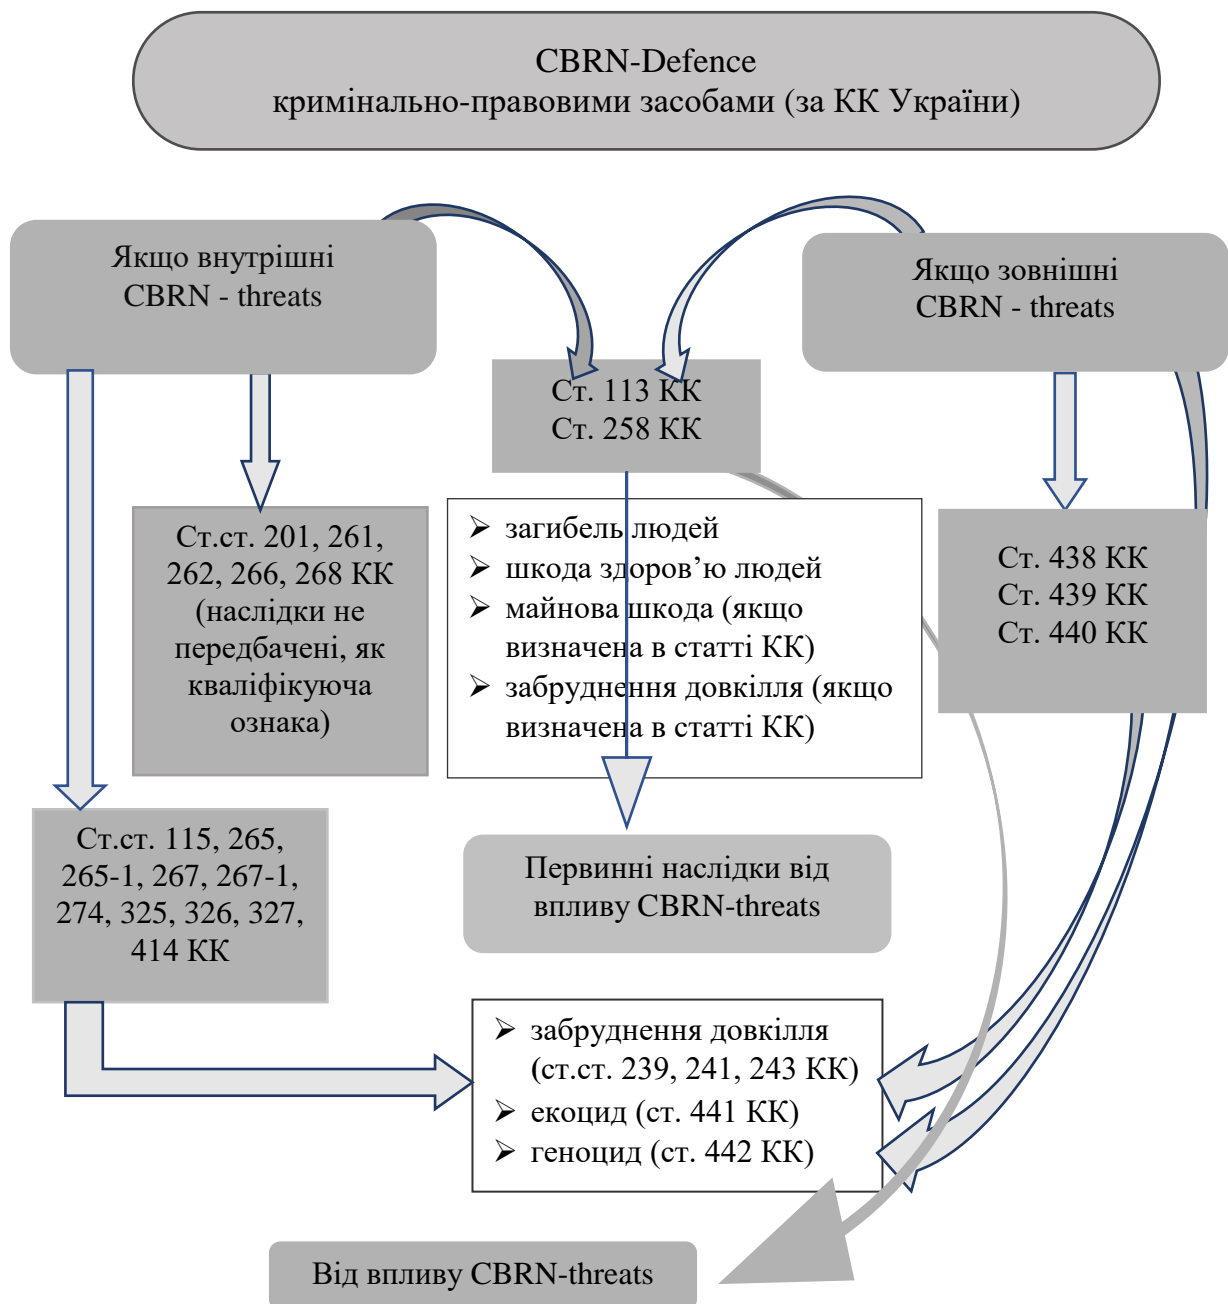 CBRN-Defence
кримінально-правовими засобами (за КК України)
Якщо внутрішні
CBRN - threats
Якщо зовнішні
CBRN - threats
Ст. 113 КК
Ст. 258 КК
Ст.ст. 201, 261,
262, 266, 268 КК
(наслідки не
передбачені, як
кваліфікуюча
ознака)
➢ загибель людей
➢ шкода здоров’ю людей
➢ майнова шкода (якщо
визначена в статті КК)
➢ забруднення довкілля (якщо
визначена в статті КК)
Ст. 438 КК
Ст. 439 КК
Ст. 440 КК
Ст.ст. 115, 265,
265-1, 267, 267-1,
274, 325, 326, 327,
414 КК
Первинні наслідки від
впливу CBRN-threats
➢ забруднення довкілля
(ст.ст. 239, 241, 243 КК)
➢ екоцид (ст. 441 КК)
➢ геноцид (ст. 442 КК)
Від впливу CBRN-threats